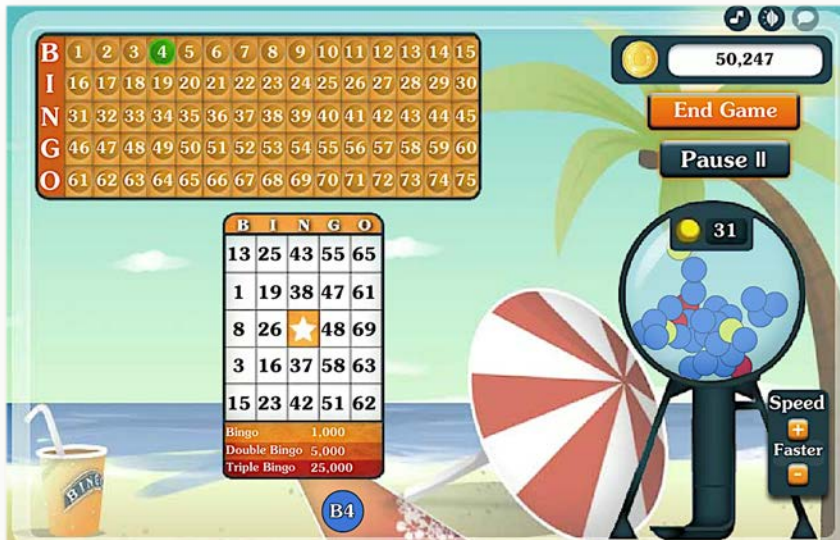 B 1 2 3 4 5 6 7 8 9 10 11 12 13 14 15
I 16 17 18 19 20 21 22 23 24 25 26 27 28 29 30
N 31 32 33 34 35 36 37 38 39 40 41 42 43 44 45
G 46 47 48 49 50 51 52 53 54 55 56 57 58 59 60
O 61 62 63 64 65 66 67 68 69 70 71 72 73 74 75
50,247
End Game
Pause II
31
B I N G O
13 25 43 55 65
1 19 38 47 61
8 26 48 69
3 16 37 58 63
15 23 42 51 62
Bingo 1,000
Double Bingo 5,000
Triple Bingo 25,000
B4
Speed
+
Faster
-